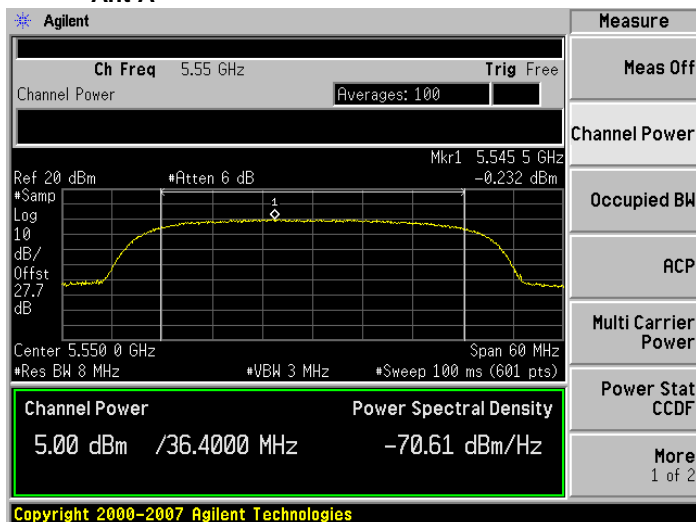 Agilent
Measure
Ch Freq 5.55 GHz Trig Free
Channel Power Averages: 100
Meas Off
Channel Power
Mkr1 5.545 5 GHz
Ref 20 dBm #Atten 6 dB -0.232 dBm
#Samp
Log
10
dB/
Offst
27.7
dB
1
Center 5.550 0 GHz Span 60 MHz
#Res BW 8 MHz #VBW 3 MHz #Sweep 100 ms (601 pts)
Occupied BW
ACP
Multi Carrier
Power
Channel Power Power Spectral Density
5.00 dBm /36.4000 MHz -70.61 dBm/Hz
Power Stat
CCDF
More
1 of 2
Copyright 2000-2007 Agilent Technologies